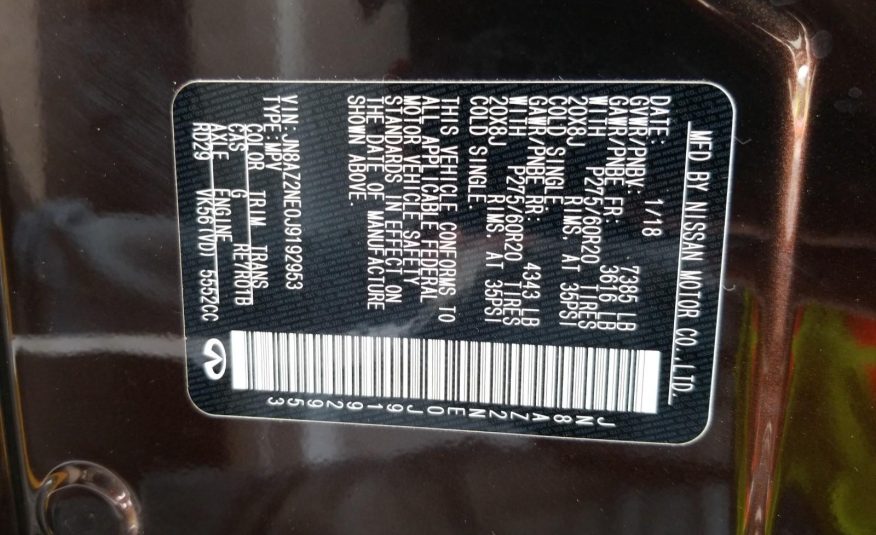 MFD BY NISSAN MOTOR CO.,LTD.
DATE: 1/18
GVWR/PNBV: 7385 LB
GAWR/PNBE FR: 3616 LB
WITH P275/60R20 TIRES
20X8J RIMS, AT 35PSI
COLD SINGLE
GAWR/PNBE RR: 4343 LB
WITH P275/60R20 TIRES
20X8J RIMS, AT 35PSI
COLD SINGLE
THIS VEHICLE CONFORMS TO
ALL APPLICABLE FEDERAL
MOTOR VEHICLE SAFETY
STANDARDS IN EFFECT ON
THE DATE OF MANUFACTURE
SHOWN ABOVE
VIN:JN8AZ2NE0J9192953
TYPE:MPV
COLOR TRIM TRANS
CAS G RE7R01B
AXLE ENGINE
RD29 VK56(VD) 5552CC
JN8AZ2NE0J9192953